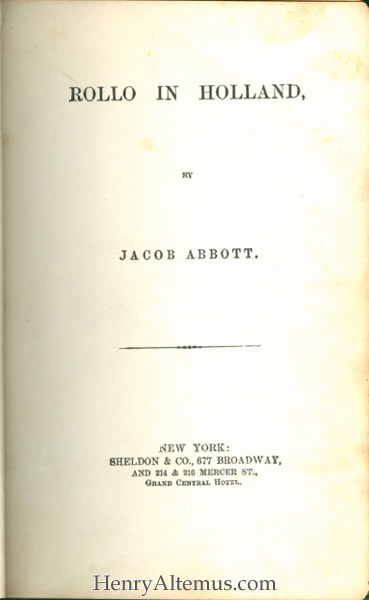 ROLLO IN HOLLAND,
BY
JACOB ABBOTT.
NEW YORK:
SHELDON & CO., 677 BROADWAY,
AND 214 & 216 MERCER ST.,
GRAND CENTRAL HOTEL.
HenryAltemus.com